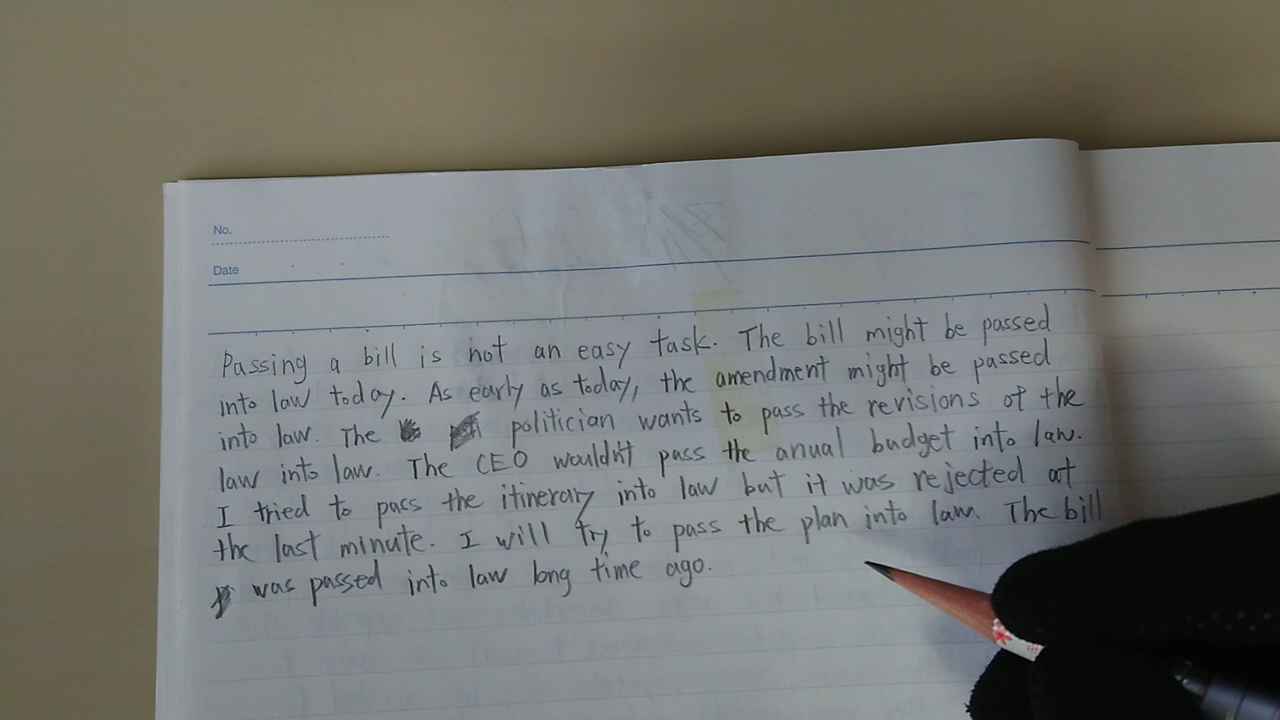 No.
Date
Passing a bill is not an easy task. The bill might be passed
into law today. As early as today, the amendment might be passed
into law. The politician wants to pass the revisions of the
law into law. The CEO wouldn't pass the anual budget into law.
I tried to pass the itinerary into law but it was rejected at
the last minute. I will try to pass the plan into law. The bill
was passed into law long time ago.